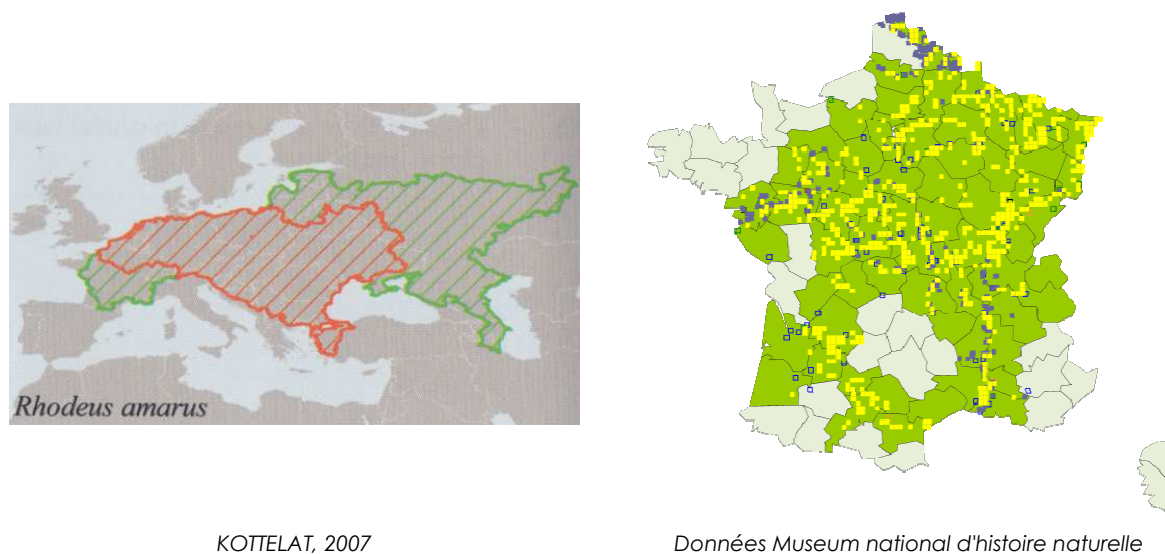 Rhodeus amarus
KOTTELAT, 2007
Données Museum national d'histoire naturelle